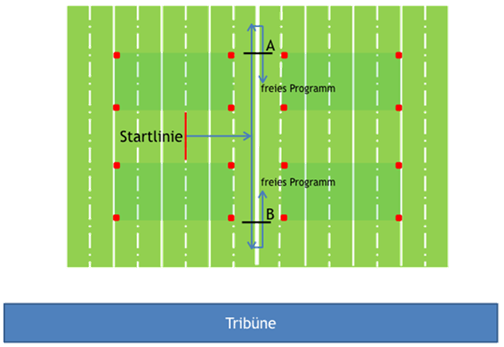 A
freies Programm
Startlinie
freies Programm
B
Tribüne